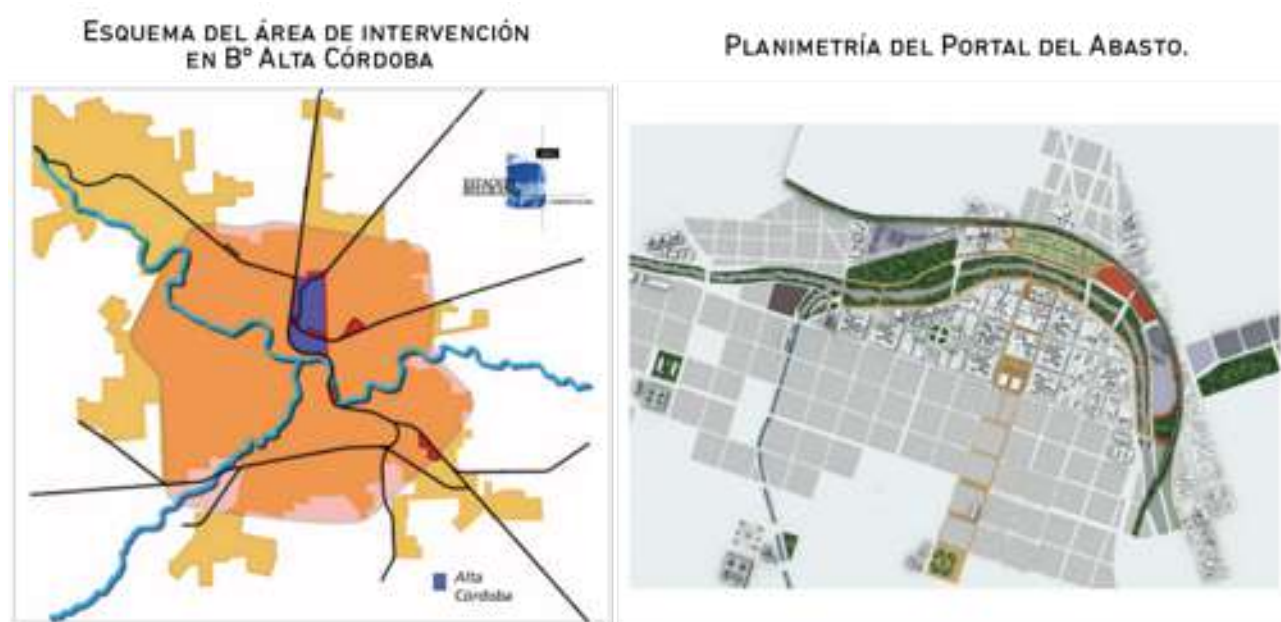 ESQUEMA DEL ÁREA DE INTERVENCIÓN
EN Bº ALTA CÓRDOBA
PLANIMETRÍA DEL PORTAL DEL ABASTO.
Alta
Córdoba